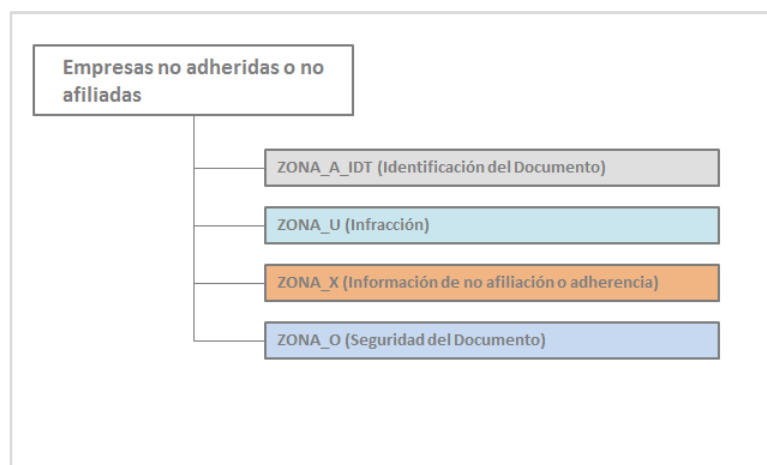 Empresas no adheridas o no
afiliadas
ZONA_A_IDT (Identificación del Documento)
ZONA_U (Infracción)
ZONA_X (Información de no afiliación o adherencia)
ZONA_O (Seguridad del Documento)